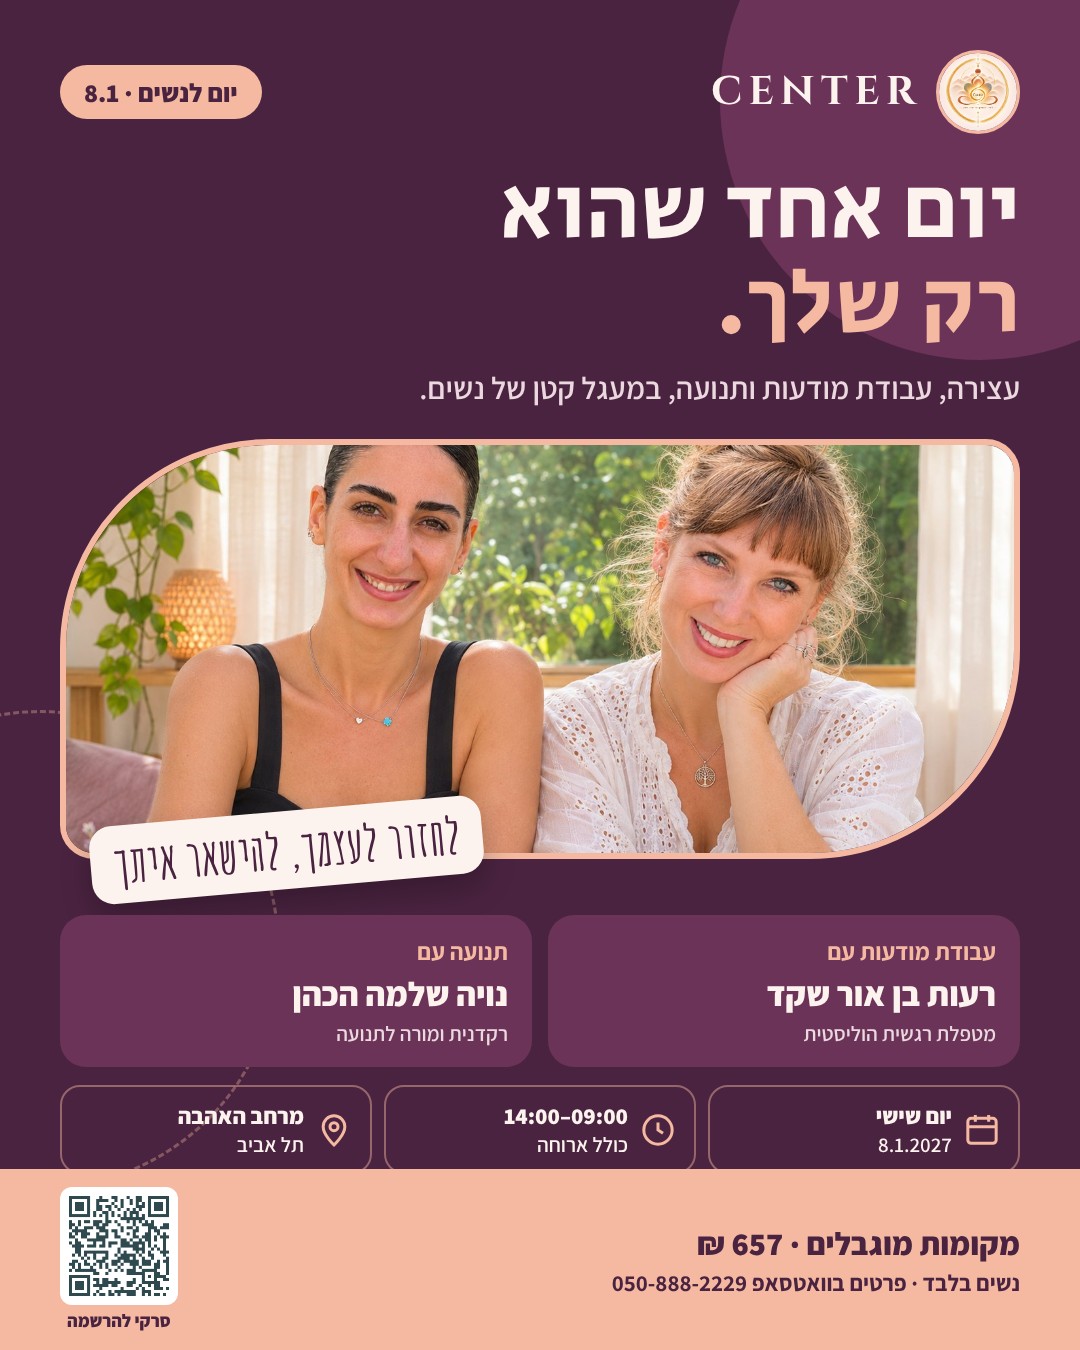 CENTER
יום לנשים · 8.1
יום אחד שהוא
רק שלך.
עצירה, עבודת מודעות ותנועה, במעגל קטן של נשים.
לחזור לעצמך, להישאר איתך
עבודת מודעות עם
רעות בן אור שקד
מטפלת רגשית הוליסטית
תנועה עם
נויה שלמה הכהן
רקדנית ומורה לתנועה
יום שישי
8.1.2027
14:00–09:00
כולל ארוחה
מרחב האהבה
תל אביב
מקומות מוגבלים · 657 ₪
נשים בלבד · פרטים בוואטסאפ 050-888-2229
סרקי להרשמה